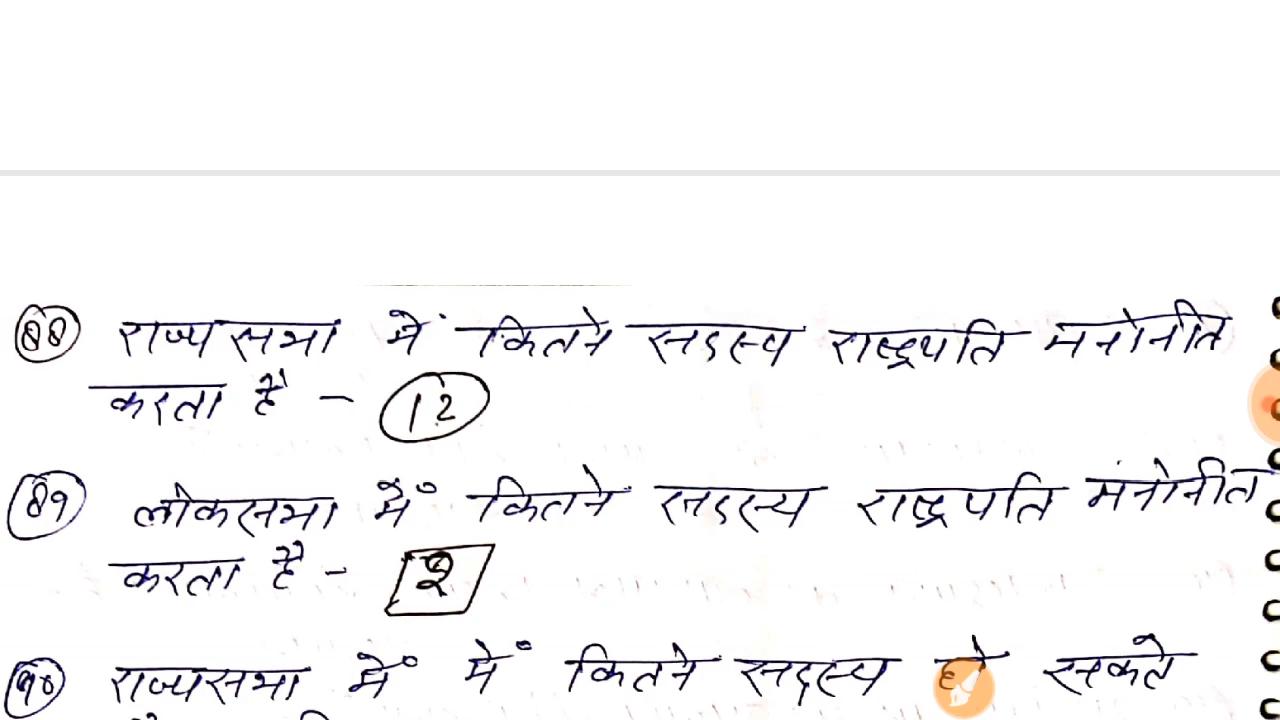 88 राज्यसभा में कितने सदस्य राष्ट्रपति मनोनीत
करता है - 12
89 लोकसभा में कितने सदस्य राष्ट्रपति मंनोनीत
करता है - 2
90 राज्यसभा में में कितने सदस्य हो सकते